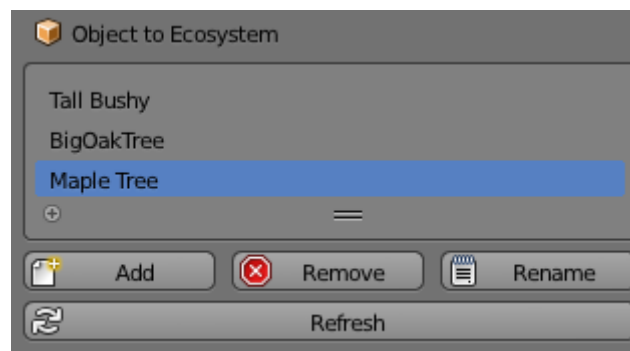 Object to Ecosystem
Tall Bushy
BigOakTree
Maple Tree
Add Remove Rename
Refresh